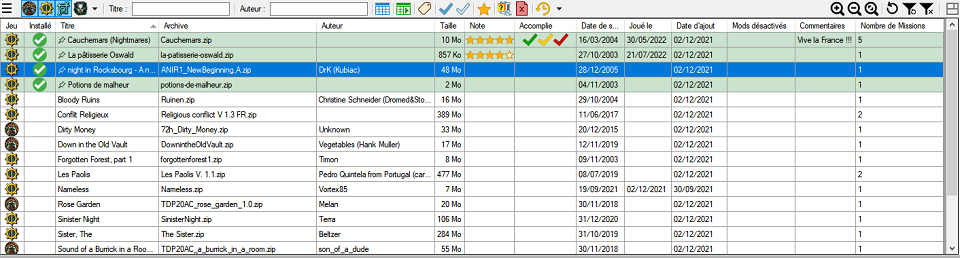 Titre : Auteur :
Jeu Installé Titre Archive Auteur Taille Note Accomplie Date de s... Joué le Date d'ajout Mods désactivés Commentaires Nombre de Missions
Cauchemars (Nightmares) Cauchemars.zip 10 Mo 16/03/2004 30/05/2022 02/12/2021 Vive la France !!! 5
La pâtisserie Oswald la-patisserie-oswald.zip 857 Ko 27/10/2003 21/07/2022 02/12/2021 1
night in Rocksbourg - A n... ANIR1_NewBeginning_A.zip DrK (Kubiac) 48 Mo 28/12/2005 02/12/2021 1
Potions de malheur potions-de-malheur.zip 2 Mo 04/11/2003 02/12/2021 1
Bloody Ruins Ruinen.zip Christine Schneider (Dromed&Sto... 16 Mo 29/10/2004 02/12/2021 1
Conflit Religieux Religious conflict V 1.3 FR.zip 389 Mo 11/06/2017 02/12/2021 2
Dirty Money 72h_Dirty_Money.zip Unknown 33 Mo 20/12/2015 02/12/2021 1
Down in the Old Vault DownintheOldVault.zip Vegetables (Hank Muller) 17 Mo 12/11/2019 02/12/2021 1
Forgotten Forest, part 1 forgottenforest1.zip Timon 8 Mo 09/11/2003 02/12/2021 1
Les Paolis Les Paolis V. 1.1.zip Pedro Quintela from Portugal (car... 477 Mo 08/07/2019 02/12/2021 2
Nameless Nameless.zip Vortex85 7 Mo 19/09/2021 02/12/2021 30/09/2021 1
Rose Garden TDP20AC_rose_garden_1.0.zip Melan 20 Mo 30/11/2018 02/12/2021 1
Sinister Night SinisterNight.zip Terra 106 Mo 31/12/2020 02/12/2021 1
Sister, The The Sister.zip Beltzer 284 Mo 31/10/2019 02/12/2021 1
Sound of a Burrick in a Roo... TDP20AC_a_burrick_in_a_room.zip son_of_a_dude 55 Mo 30/11/2018 02/12/2021 1